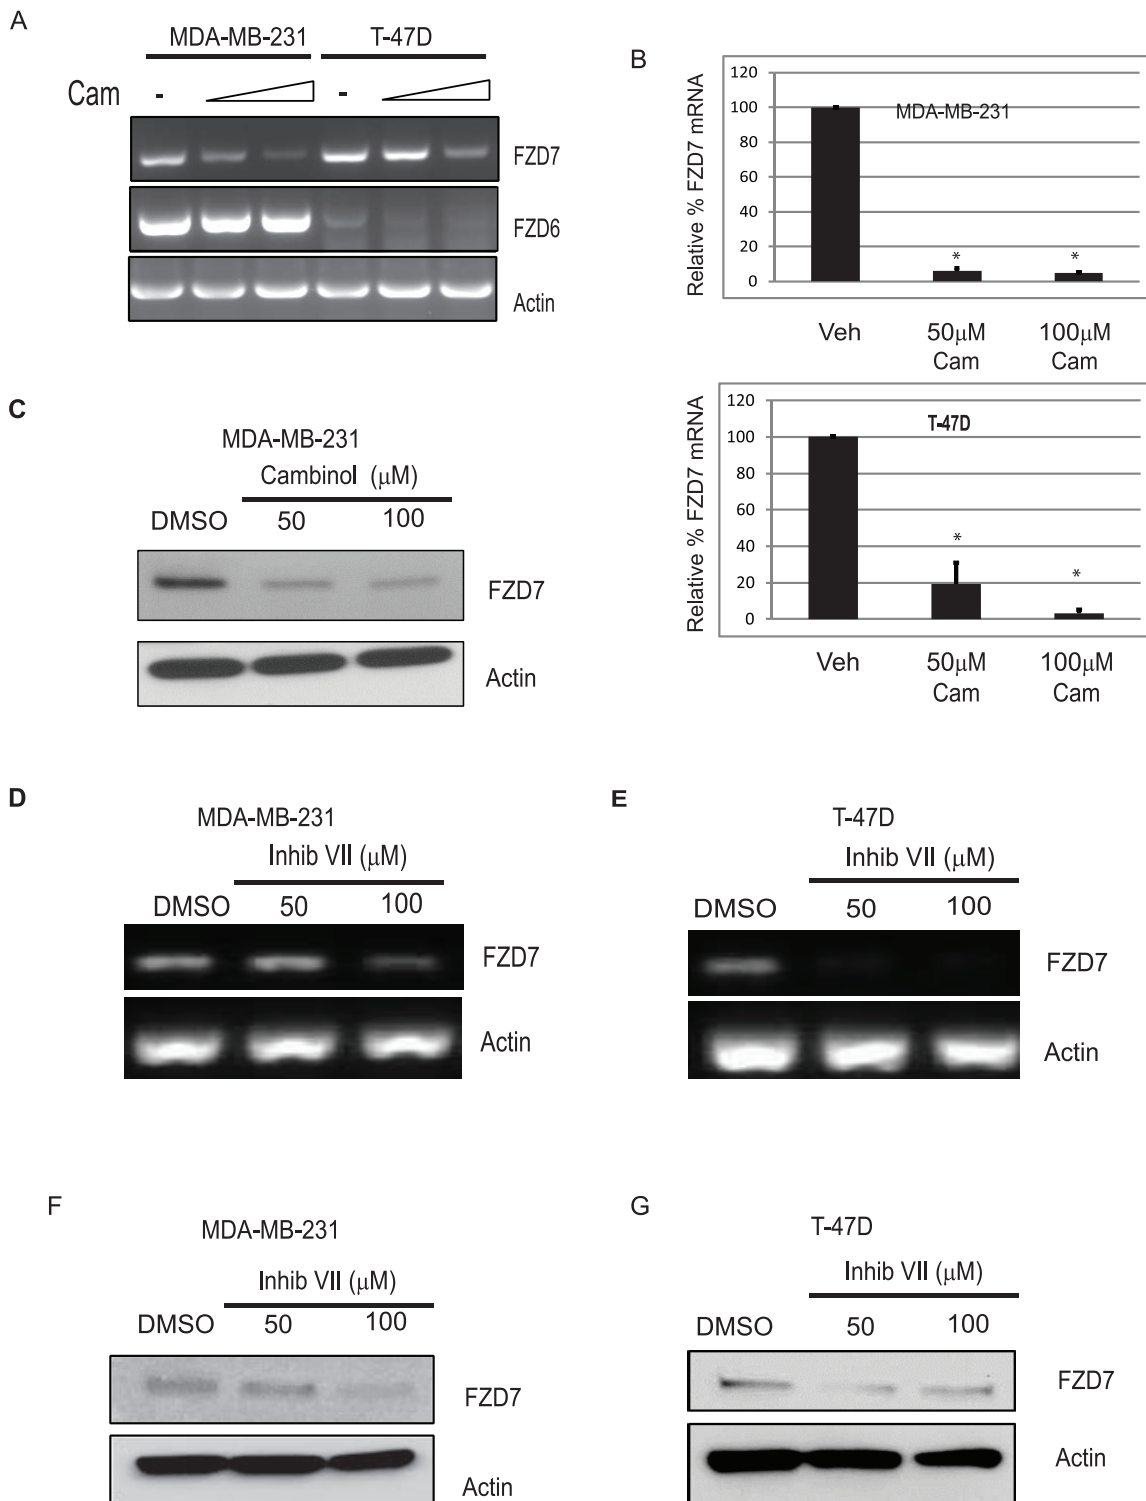 A
MDA-MB-231 T-47D
Cam - -
FZD7
FZD6
Actin
B
Relative % FZD7 mRNA
120
100
80
60
40
20
0
MDA-MB-231
* *
Veh 50μM Cam 100μM Cam
Relative % FZD7 mRNA
120
100
80
60
40
20
0
T-47D
*
*
Veh 50μM Cam 100μM Cam
C
MDA-MB-231
Cambinol (μM)
DMSO 50 100
FZD7
Actin
D
MDA-MB-231
Inhib VII (μM)
DMSO 50 100
FZD7
Actin
E
T-47D
Inhib VII (μM)
DMSO 50 100
FZD7
Actin
F
MDA-MB-231
Inhib VII (μM)
DMSO 50 100
FZD7
Actin
G
T-47D
Inhib VII (μM)
DMSO 50 100
FZD7
Actin